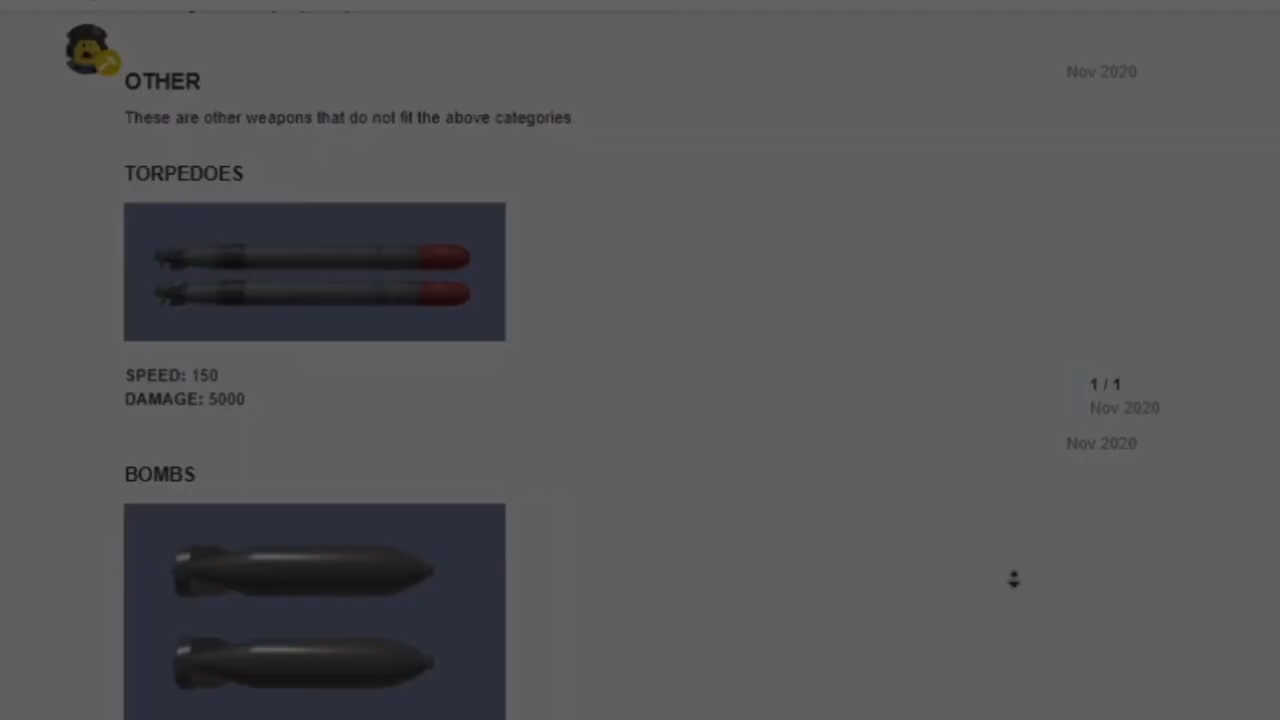 OTHER
Nov 2020
These are other weapons that do not fit the above categories.
TORPEDOES
SPEED: 150
DAMAGE: 5000
1 / 1
Nov 2020
Nov 2020
BOMBS